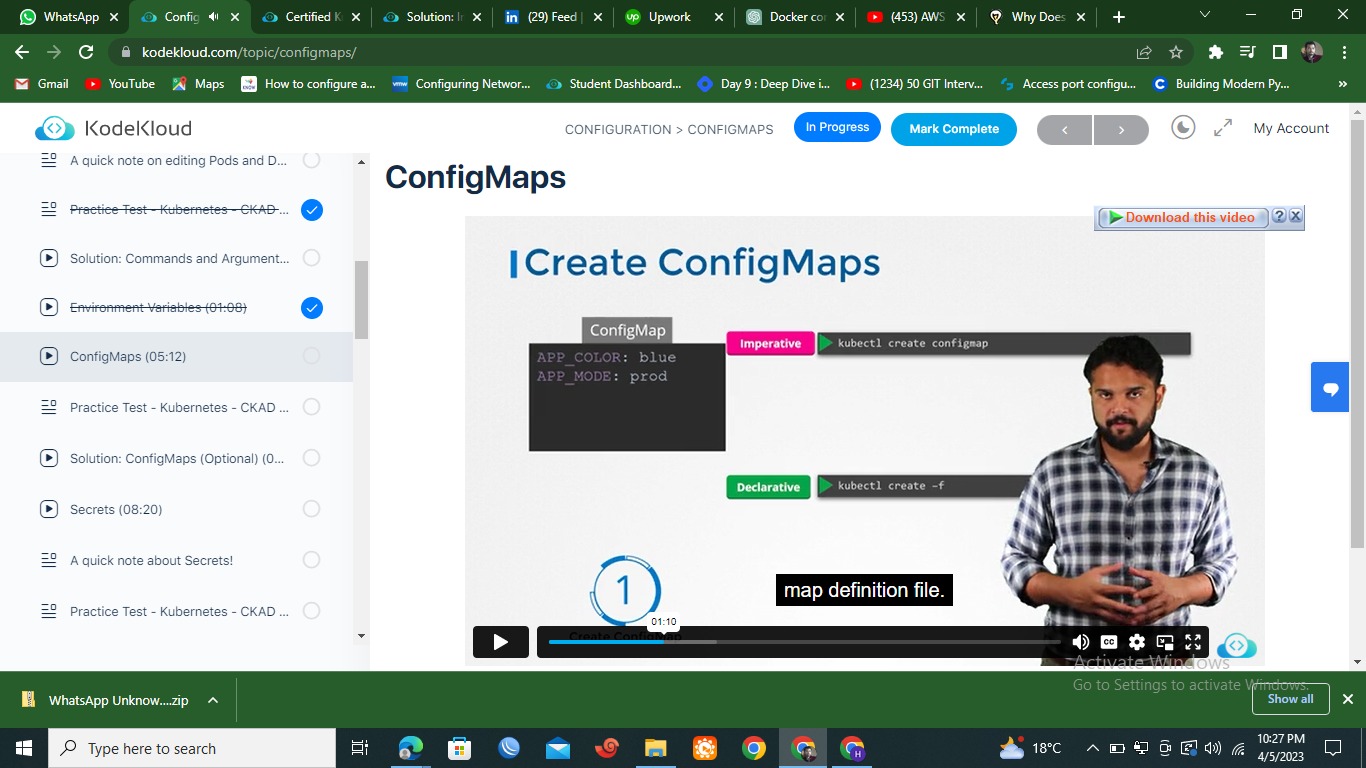 WhatsApp
Config
Certified K
Solution: I
(29) Feed |
Upwork
Docker co
(453) AWS
Why Does
kodekloud.com/topic/configmaps/
Gmail
YouTube
Maps
How to configure a...
Configuring Networ...
Student Dashboard...
Day 9 : Deep Dive i...
(1234) 50 GIT Interv...
Access port configu...
Building Modern Py...
»
KodeKloud
CONFIGURATION > CONFIGMAPS
In Progress
Mark Complete
My Account
A quick note on editing Pods and D...
Practice Test - Kubernetes - CKAD ...
Solution: Commands and Argument...
Environment Variables (01:08)
ConfigMaps (05:12)
Practice Test - Kubernetes - CKAD ...
Solution: ConfigMaps (Optional) (0...
Secrets (08:20)
A quick note about Secrets!
Practice Test - Kubernetes - CKAD ...
ConfigMaps
Download this video
Create ConfigMaps
ConfigMap
APP_COLOR: blue
APP_MODE: prod
Imperative
kubectl create configmap
Declarative
kubectl create -f
1
map definition file.
01:10
Create ConfigMap
CC
Activate Windows
Go to Settings to activate Windows.
WhatsApp Unknow....zip
Show all
Type here to search
18°C
10:27 PM
4/5/2023